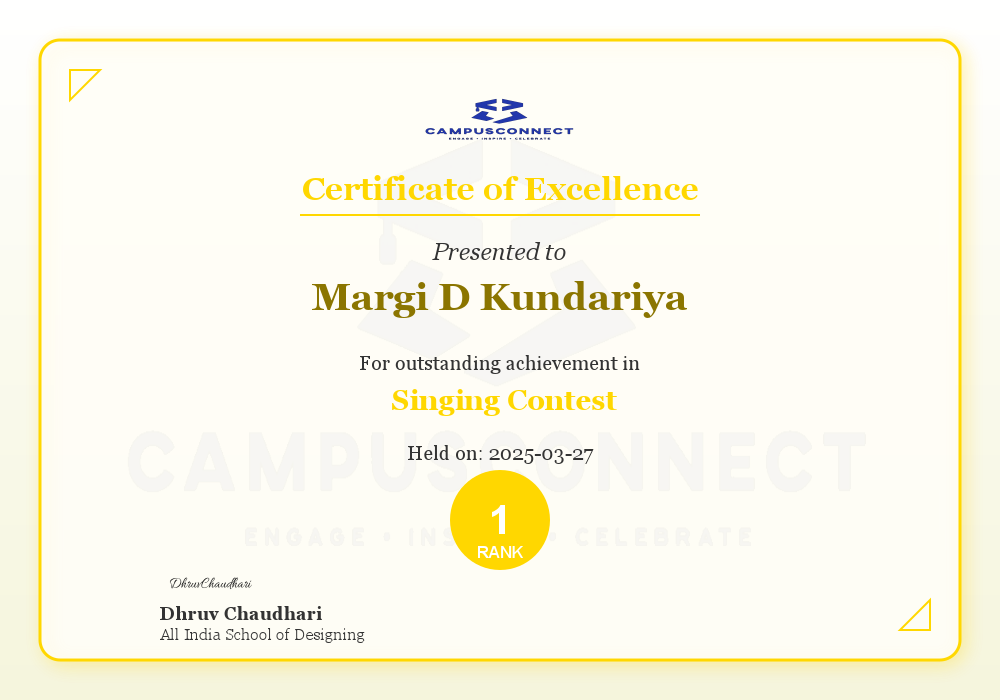 CAMPUSCONNECT
ENGAGE • INSPIRE • CELEBRATE
Certificate of Excellence
Presented to
Margi D Kundariya
For outstanding achievement in
Singing Contest
CAMPUSCONNECT
Held on: 2025-03-27
1
RANK
ENGAGE • INS • CELEBRATE
DhruvChaudhari
Dhruv Chaudhari
All India School of Designing